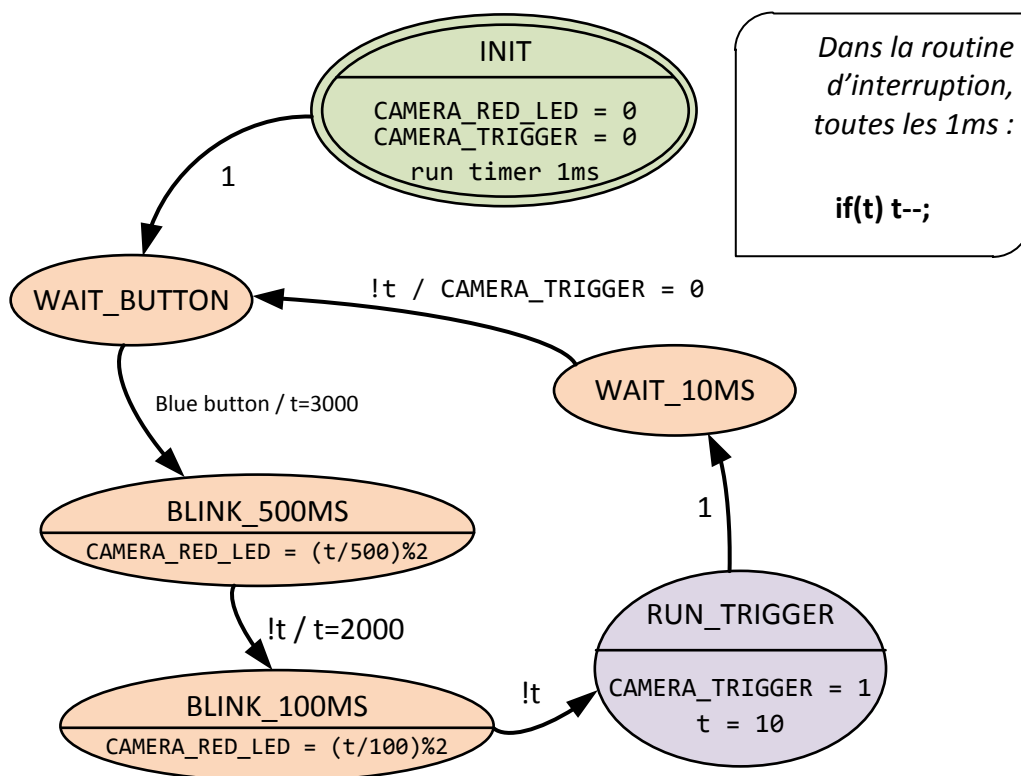 INIT
CAMERA_RED_LED = 0
CAMERA_TRIGGER = 0
run timer 1ms
Dans la routine
d’interruption,
toutes les 1ms :
if(t) t--;
1
WAIT_BUTTON
!t / CAMERA_TRIGGER = 0
WAIT_10MS
Blue button / t=3000
BLINK_500MS
CAMERA_RED_LED = (t/500)%2
1
!t / t=2000
RUN_TRIGGER
CAMERA_TRIGGER = 1
t = 10
!t
BLINK_100MS
CAMERA_RED_LED = (t/100)%2